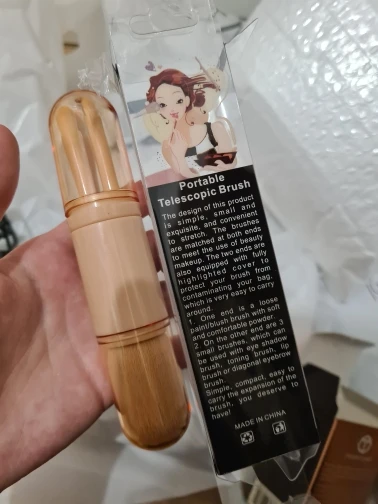 Portable
Telescopic Brush
The design of this product
is simple, small and
exquisite, and convenient
to stretch. The brushes
are matched at both ends
to meet the use of beauty
makeup. The two ends are
also equipped with fully
highlighted cover to
protect your brush from
contaminating your bag,
which is very easy to carry
around.
1. One end is a loose
paint/blush brush with soft
and comfortable powder.
2. On the other end are 3
small brushes, which can
be used with eye shadow
brush, toning brush, lip
brush or diagonal eyebrow
brush.
Simple, compact, easy to
carry the expansion of the
brush, you deserve to
have!
MADE IN CHINA